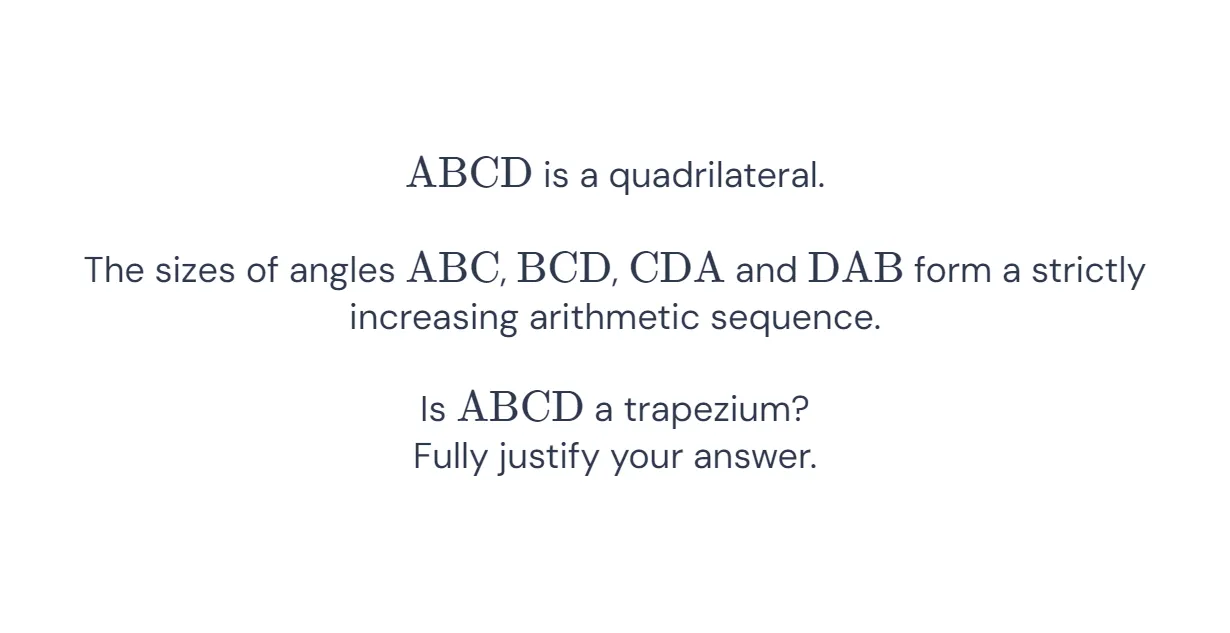 ABCD is a quadrilateral.
The sizes of angles ABC, BCD, CDA and DAB form a strictly
increasing arithmetic sequence.
Is ABCD a trapezium?
Fully justify your answer.